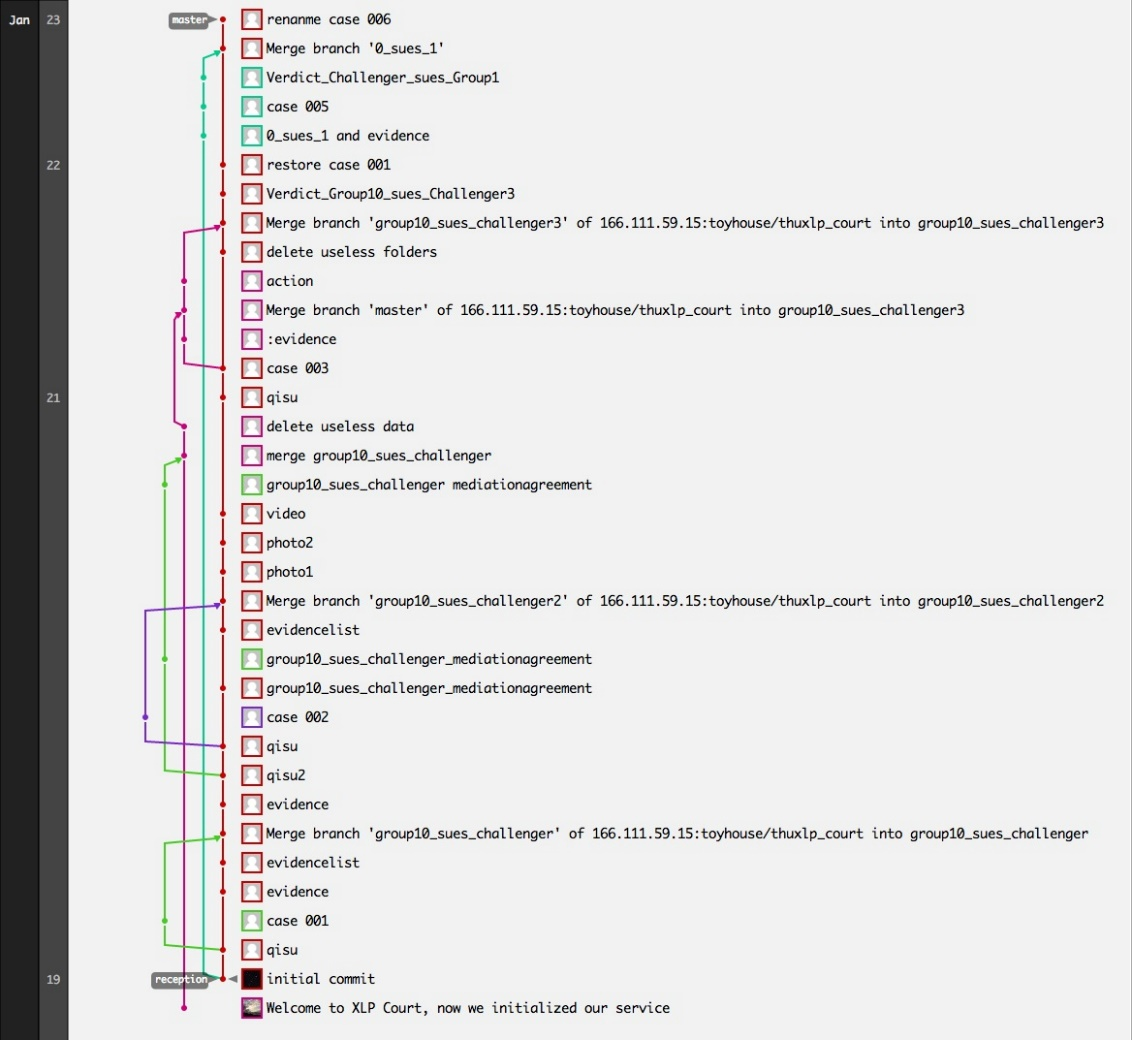 Jan 23 master renanme case 006
Merge branch '0_sues_1'
Verdict_Challenger_sues_Group1
case 005
0_sues_1 and evidence
22 restore case 001
Verdict_Group10_sues_Challenger3
Merge branch 'group10_sues_challenger3' of 166.111.59.15:toyhouse/thuxlp_court into group10_sues_challenger3
delete useless folders
action
Merge branch 'master' of 166.111.59.15:toyhouse/thuxlp_court into group10_sues_challenger3
:evidence
case 003
21 qisu
delete useless data
merge group10_sues_challenger
group10_sues_challenger mediationagreement
video
photo2
photo1
Merge branch 'group10_sues_challenger2' of 166.111.59.15:toyhouse/thuxlp_court into group10_sues_challenger2
evidencelist
group10_sues_challenger_mediationagreement
group10_sues_challenger_mediationagreement
case 002
qisu
qisu2
evidence
Merge branch 'group10_sues_challenger' of 166.111.59.15:toyhouse/thuxlp_court into group10_sues_challenger
evidencelist
evidence
case 001
qisu
19 reception initial commit
Welcome to XLP Court, now we initialized our service